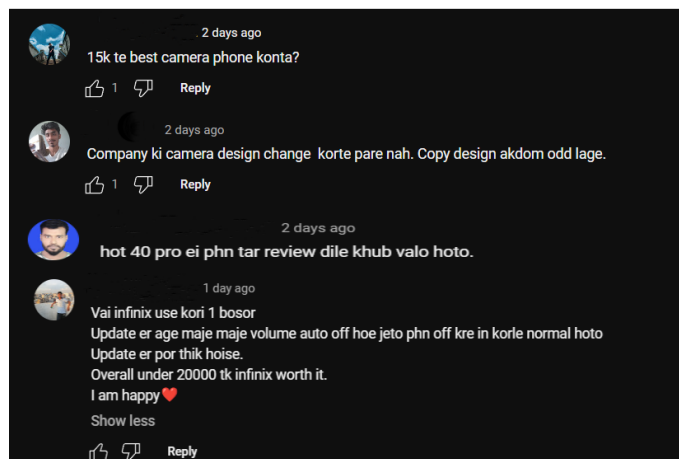 2 days ago
15k te best camera phone konta?
1
Reply
2 days ago
Company ki camera design change korte pare nah. Copy design akdom odd lage.
1
Reply
2 days ago
hot 40 pro ei phn tar review dile khub valo hoto.
1 day ago
Vai infinix use kori 1 bosor
Update er age maje maje volume auto off hoe jeto phn off kre in korle normal hoto
Update er por thik hoise.
Overall under 20000 tk infinix worth it.
I am happy❤️
Show less
Reply